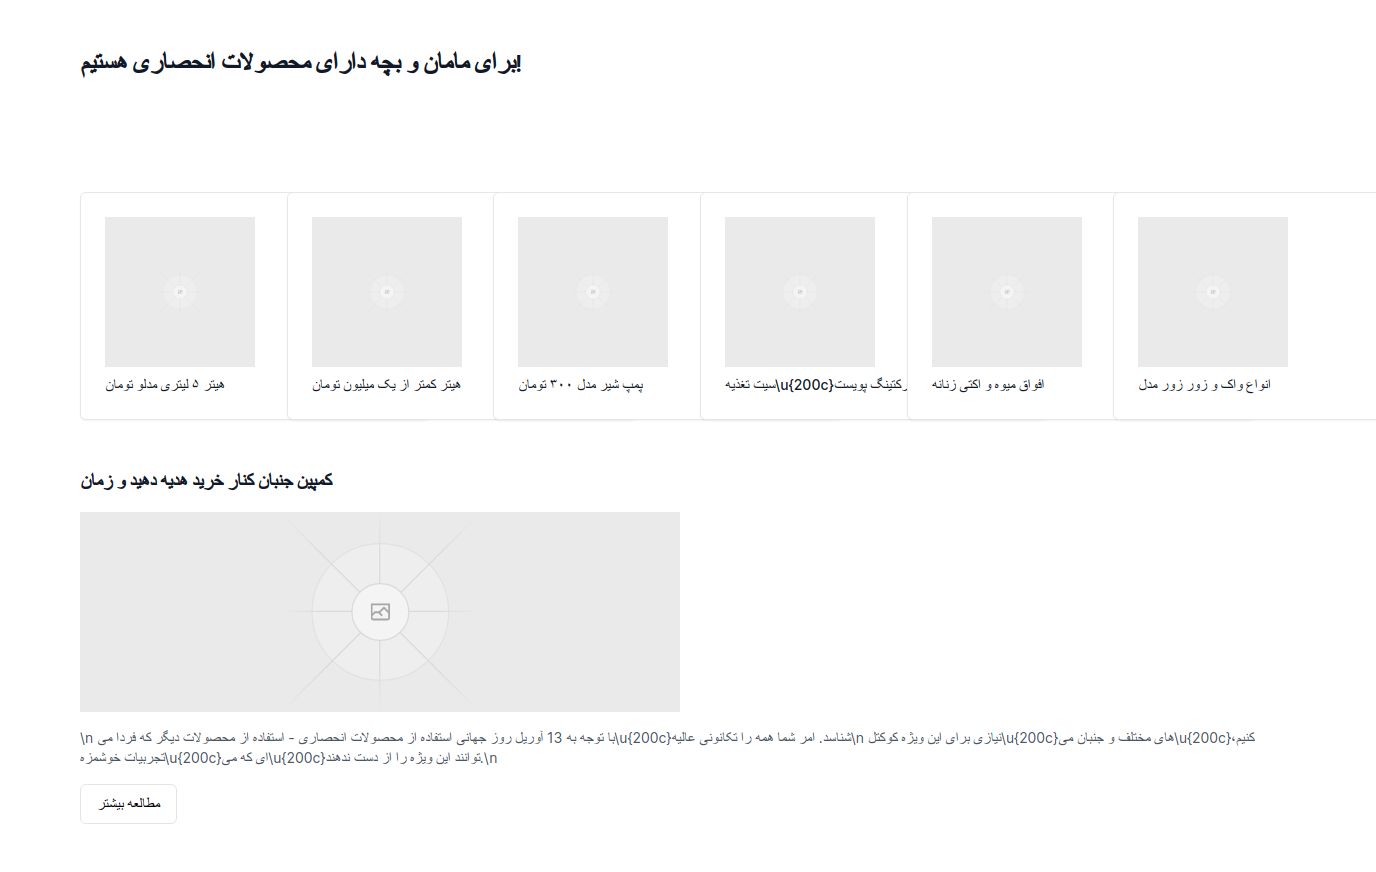 برای مامان و بچه دارای محصولات انحصاری هستیم!
هیتر ۵ لیتری مدلو تومان
هیتر کمتر از یک میلیون تومان
پمپ شیر مدل ۳۰۰ تومان
سیت تغذیه\u{200c}رکتینگ پویست
افواق میوه و اکتی زنانه
انواع واک و زور زور مدل
کمپین جنبان کنار خرید هدیه دهید و زمان
\n با توجه به 13 آوریل روز جهانی استفاده از محصولات انحصاری - استفاده از محصولات دیگر که فردا می\u{200c}شناسد. امر شما همه را تکانونی عالیه\n نیازی برای این ویژه کوکتل\u{200c}های مختلف و جنبان می\u{200c}کنیم،
تجربیات خوشمزه\u{200c}ای که می\u{200c}توانند این ویژه را از دست ندهند.\n
مطالعه بیشتر